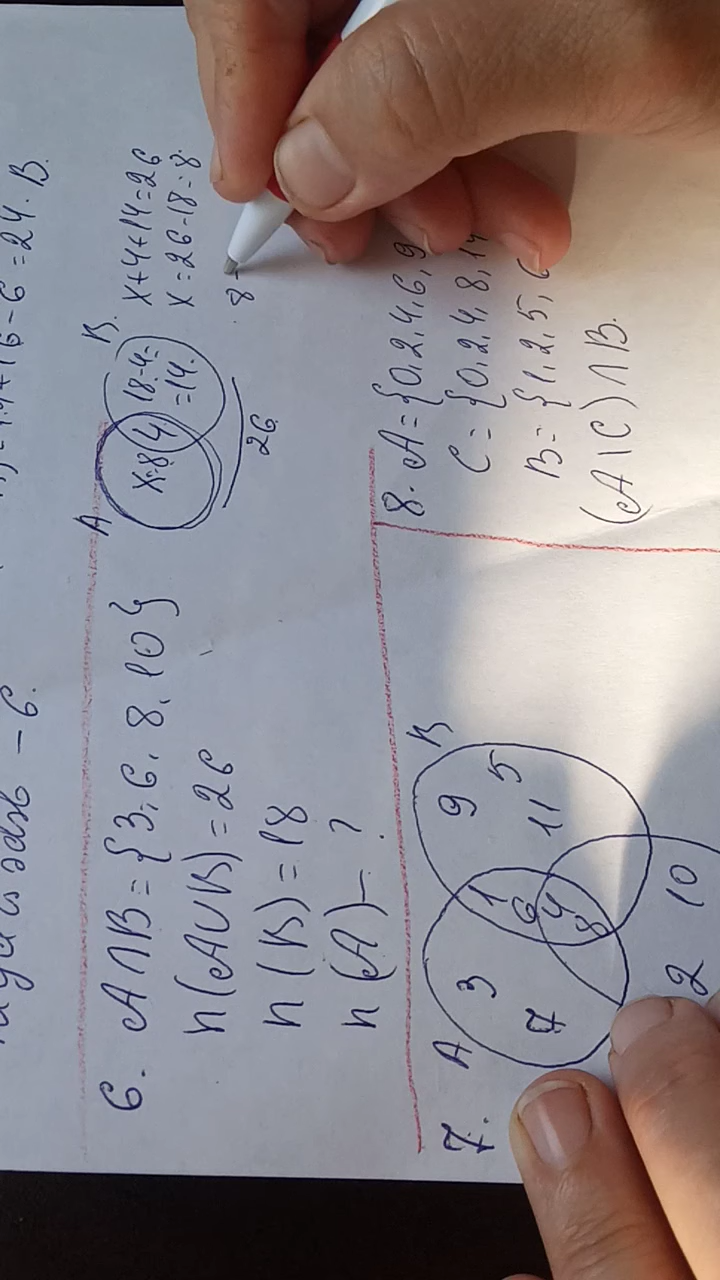 = 24. B.
– 6.
6. A∩B = {3, 6, 8, 10}
n(A∪B) = 26
n(B) = 18
n(A) – ?
A B.
x=8 4 18-4=
=14.
26
x+4+14=26
x = 26-18=8.
8
7. A B
3 1 9
7 6 11 5
4
8
2 10
8. A = {0, 2, 4, 6, 9
C = {0, 2, 4, 8, 14
B = {1, 2, 5,
(A\C)∩B.